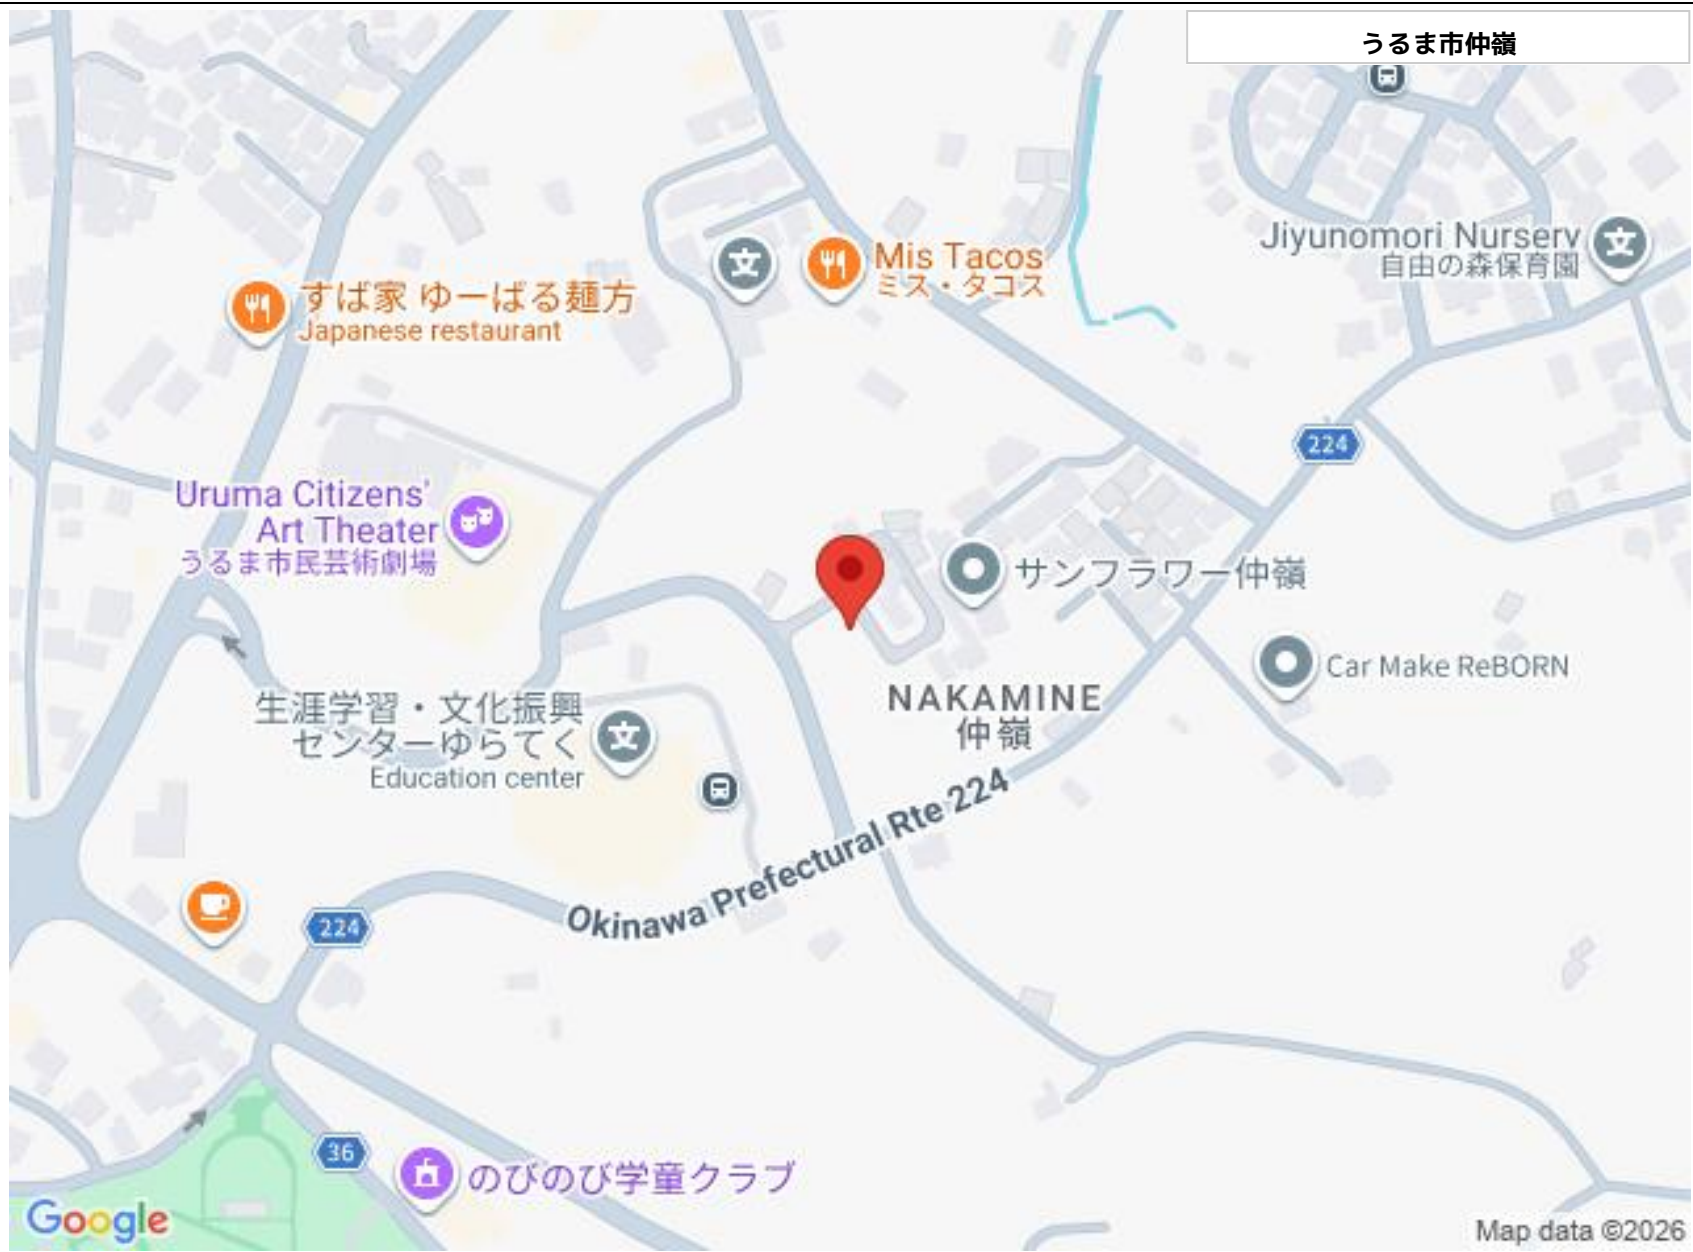 うるま市仲嶺
Jiyunomori Nursery
自由の森保育園
文
文
Mis Tacos
ミス・タコス
すば家 ゆーばる麺方
Japanese restaurant
224
Uruma Citizens'
Art Theater
うるま市民芸術劇場
サンフラワー仲嶺
Car Make ReBORN
NAKAMINE
仲嶺
生涯学習・文化振興
センターゆらてく
Education center
文
Okinawa Prefectural Rte 224
224
36
のびのび学童クラブ
Google
Map data ©2026